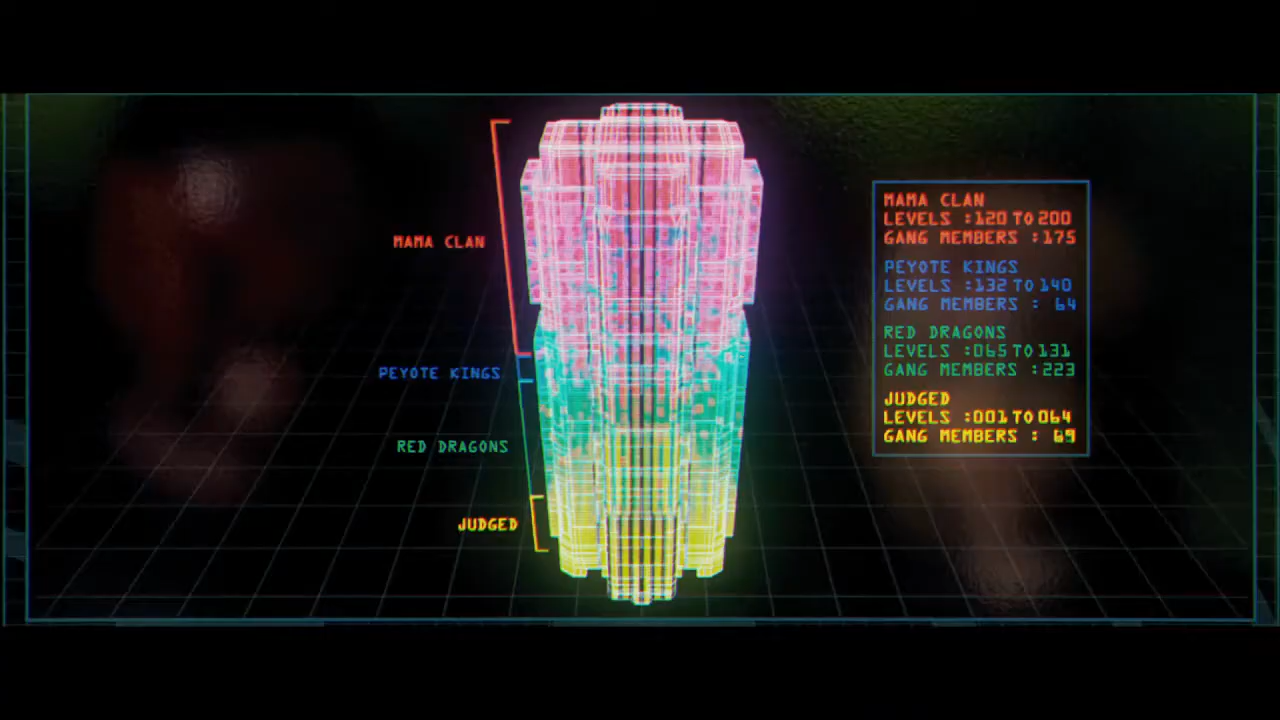 MAMA CLAN
PEYOTE KINGS
RED DRAGONS
JUDGED
MAMA CLAN
LEVELS :120 TO 200
GANG MEMBERS :175
PEYOTE KINGS
LEVELS :132 TO 140
GANG MEMBERS : 64
RED DRAGONS
LEVELS :065 TO 131
GANG MEMBERS :223
JUDGED
LEVELS :001 TO 064
GANG MEMBERS : 69